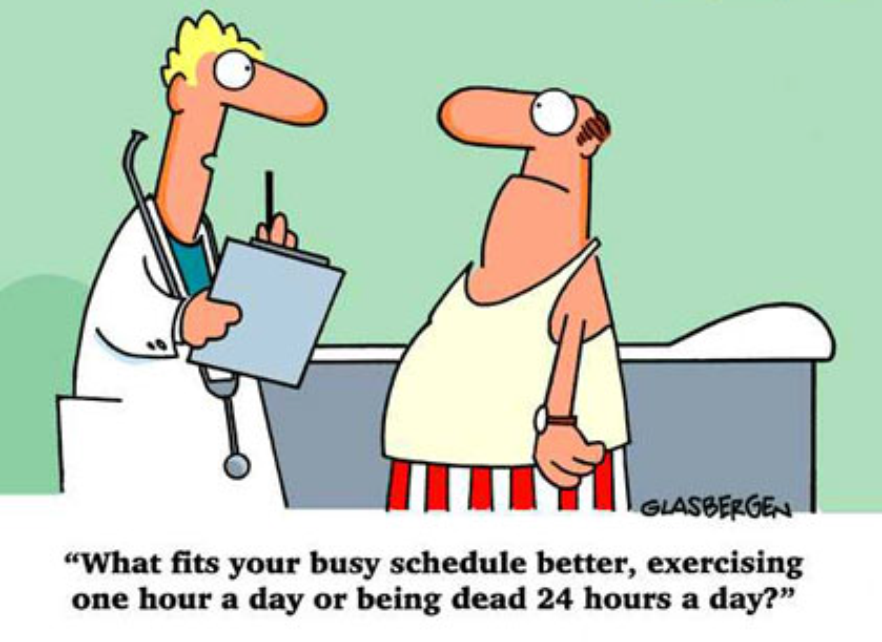 GLASBERGEN
“What fits your busy schedule better, exercising
one hour a day or being dead 24 hours a day?”